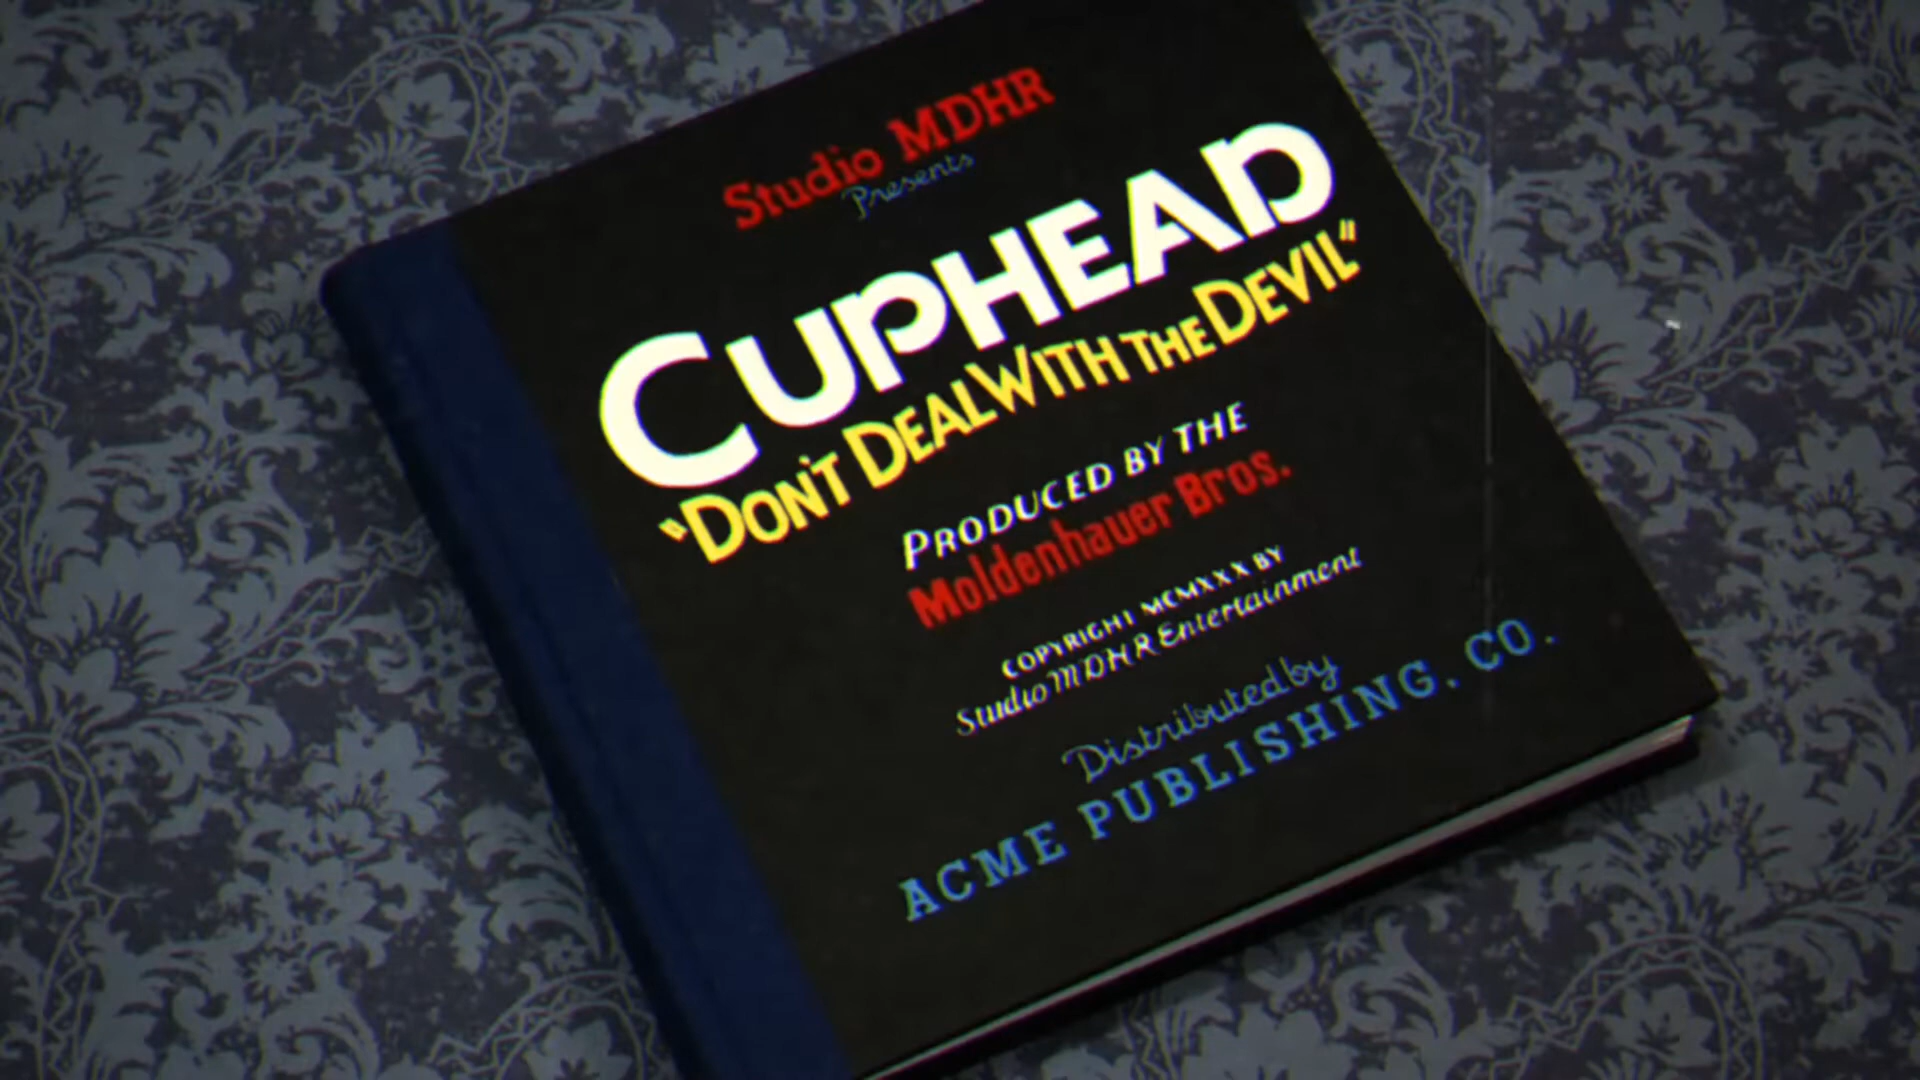 Studio MDHR
Presents
CUPHEAD
"DON'T DEAL WITH THE DEVIL"
PRODUCED BY THE
Moldenhauer Bros.
COPYRIGHT MCMXXX BY
Studio MDHR Entertainment
Distributed by
ACME PUBLISHING. CO.